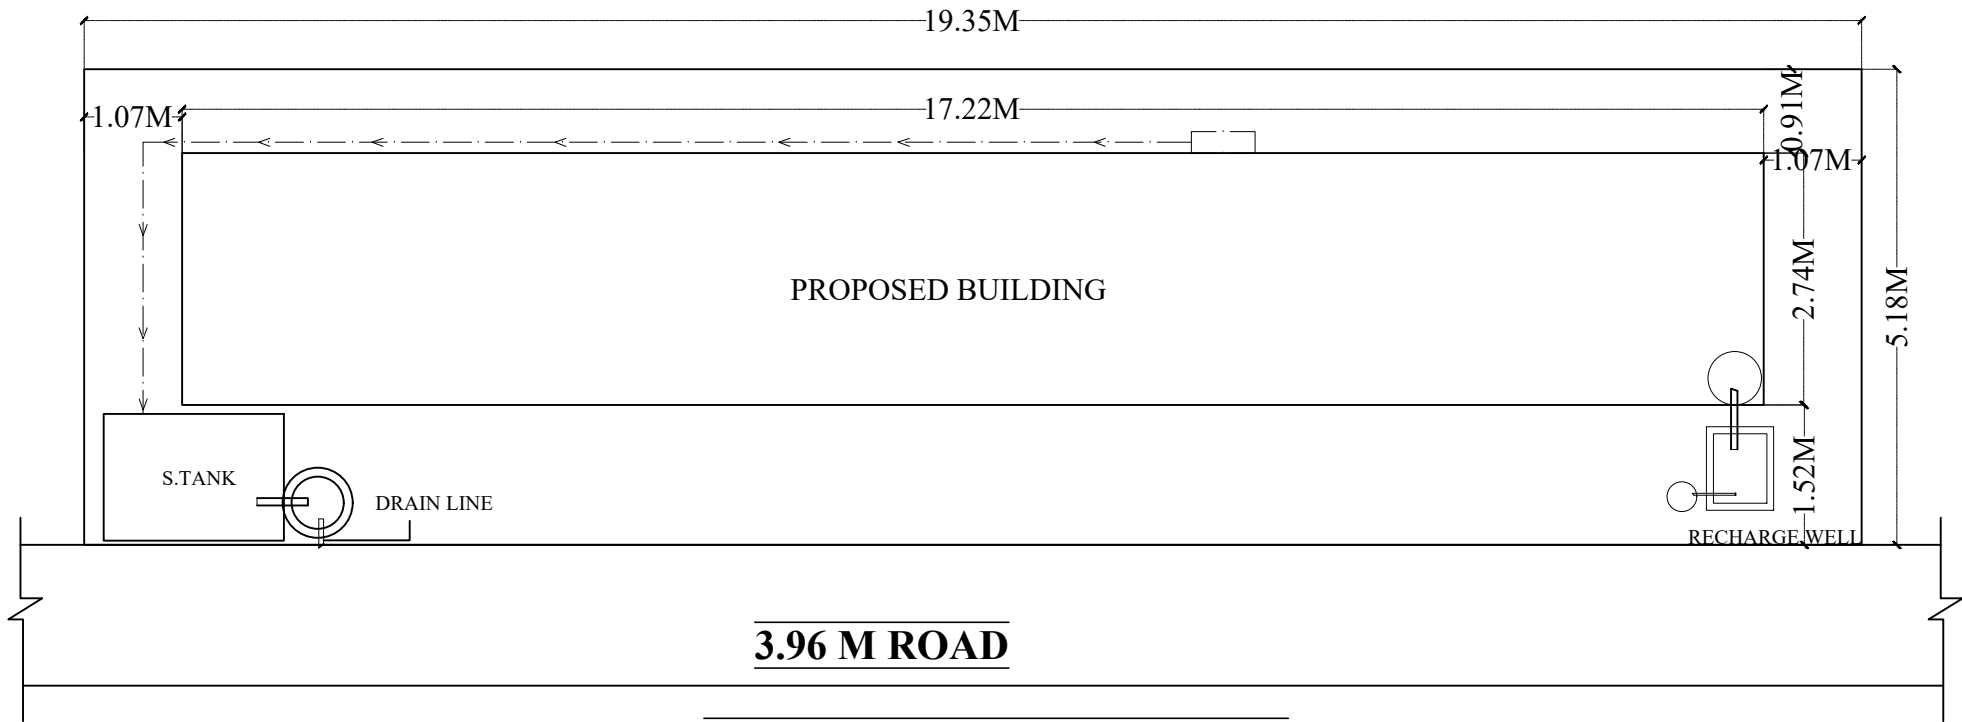 19.35M
1.07M
17.22M
0.91M
1.07M
PROPOSED BUILDING
2.74M
5.18M
S.TANK
DRAIN LINE
1.52M
RECHARGE WELL
3.96 M ROAD